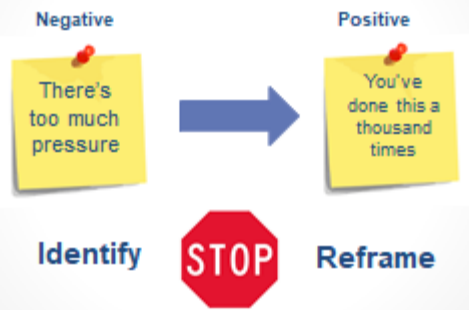 Negative
Positive
There's
too much
pressure
You've
done this a
thousand
times
Identify
STOP
Reframe